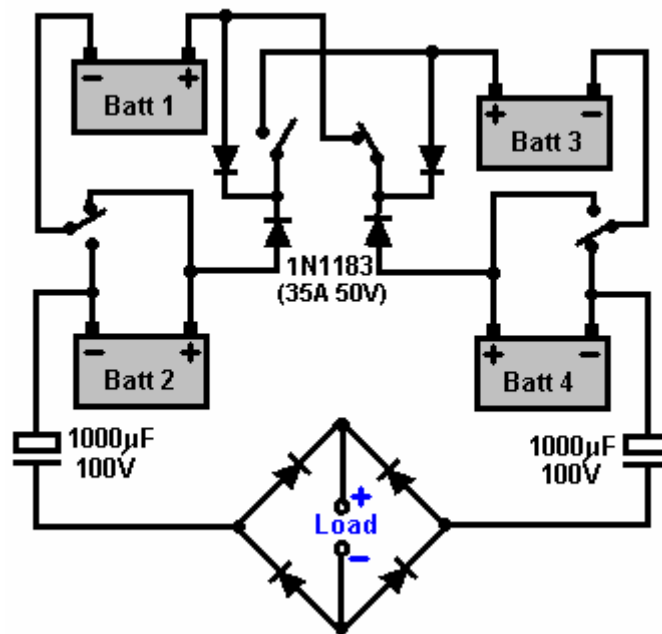 - +
Batt 1
+ -
Batt 3
1N1183
(35A 50V)
- +
Batt 2
+ -
Batt 4
1000µF
100V
1000µF
100V
+
Load
-